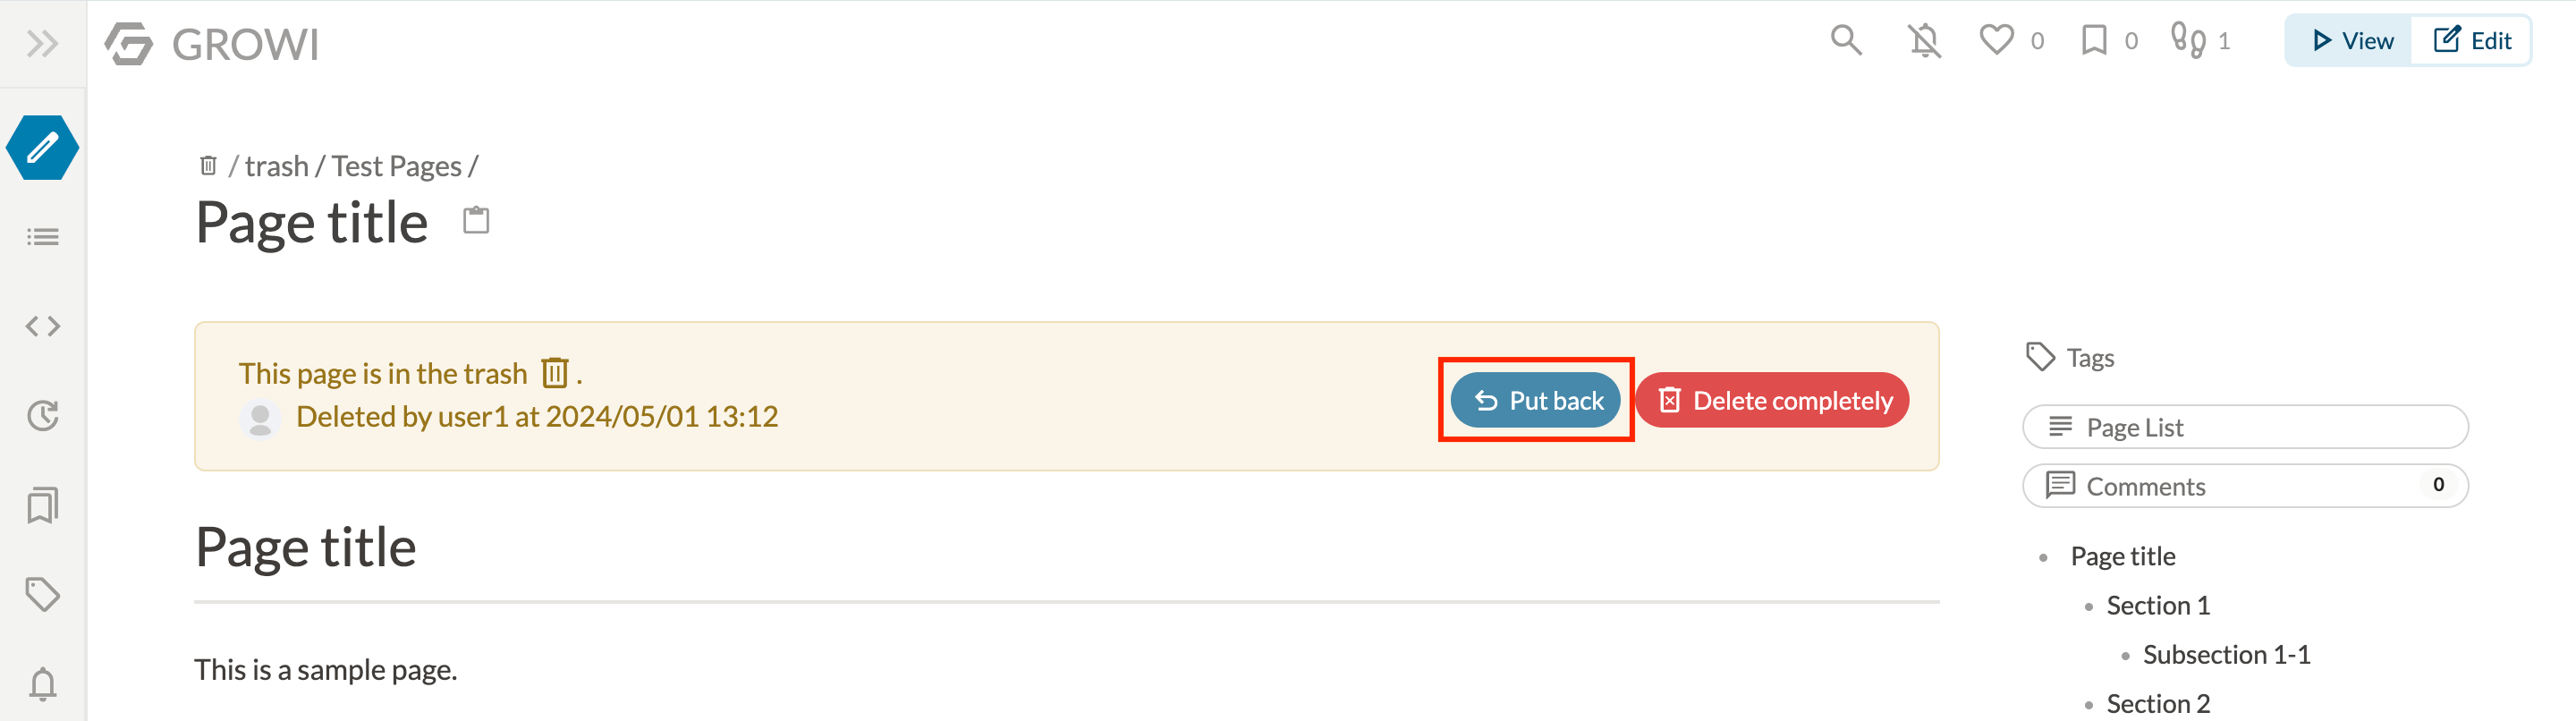 GROWI
0
0
1
View
Edit
/ trash / Test Pages /
Page title
This page is in the trash .
Deleted by user1 at 2024/05/01 13:12
Put back
Delete completely
Tags
Page List
Comments
0
Page title
This is a sample page.
Page title
Section 1
Subsection 1-1
Section 2